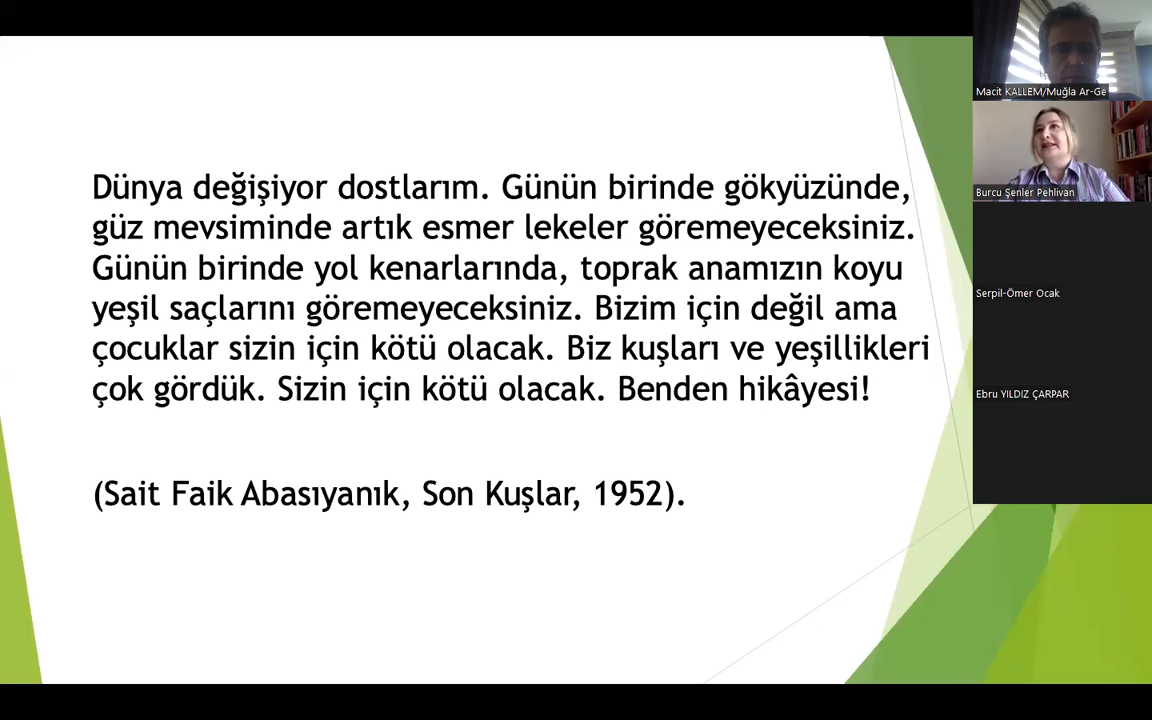 Dünya değişiyor dostlarım. Günün birinde gökyüzünde,
güz mevsiminde artık esmer lekeler göremeyeceksiniz.
Günün birinde yol kenarlarında, toprak anamızın koyu
yeşil saçlarını göremeyeceksiniz. Bizim için değil ama
çocuklar sizin için kötü olacak. Biz kuşları ve yeşillikleri
çok gördük. Sizin için kötü olacak. Benden hikâyesi!
(Sait Faik Abasıyanık, Son Kuşlar, 1952).
Macit KALLEM/Muğla Ar-Ge
Burcu Şenler Pehlivan
Serpil-Ömer Ocak
Ebru YILDIZ ÇARPAR